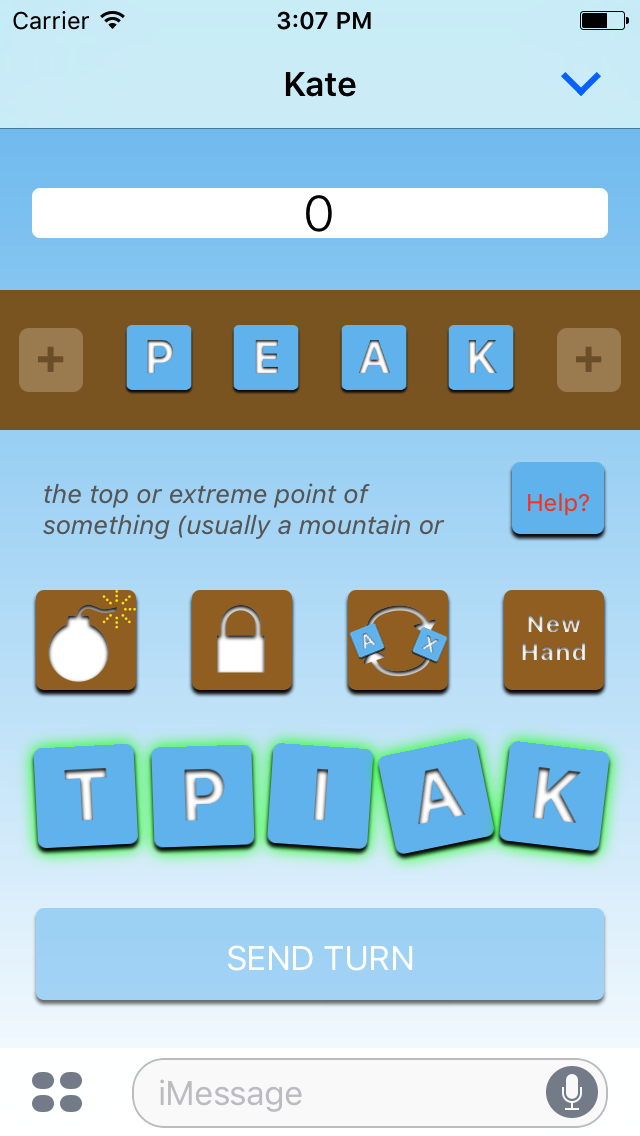 Carrier 3:07 PM
Kate
0
+ P E A K +
the top or extreme point of
something (usually a mountain or
Help?
A X
New
Hand
T P I A K
SEND TURN
iMessage